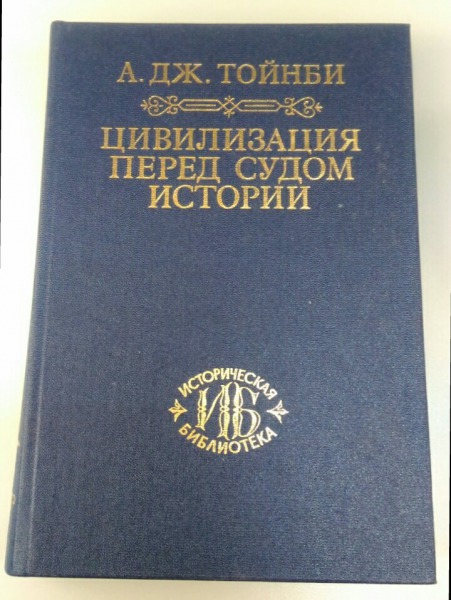 А. ДЖ. ТОЙНБИ
ЦИВИЛИЗАЦИЯ
ПЕРЕД СУДОМ
ИСТОРИИ
ИСТОРИЧЕСКАЯ
ИБ
БИБЛИОТЕКА